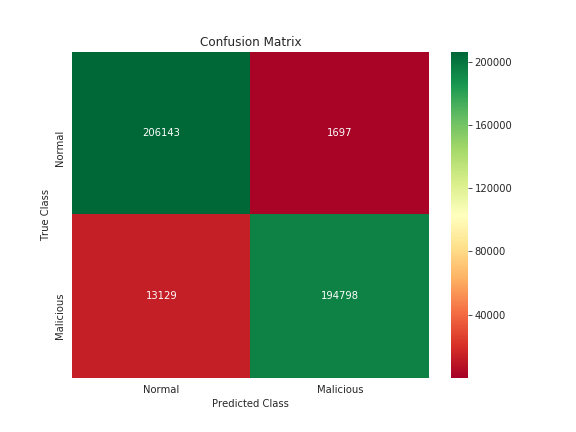 Confusion Matrix
Normal
206143
1697
True Class
Malicious
13129
194798
Normal
Malicious
Predicted Class
200000
160000
120000
80000
40000